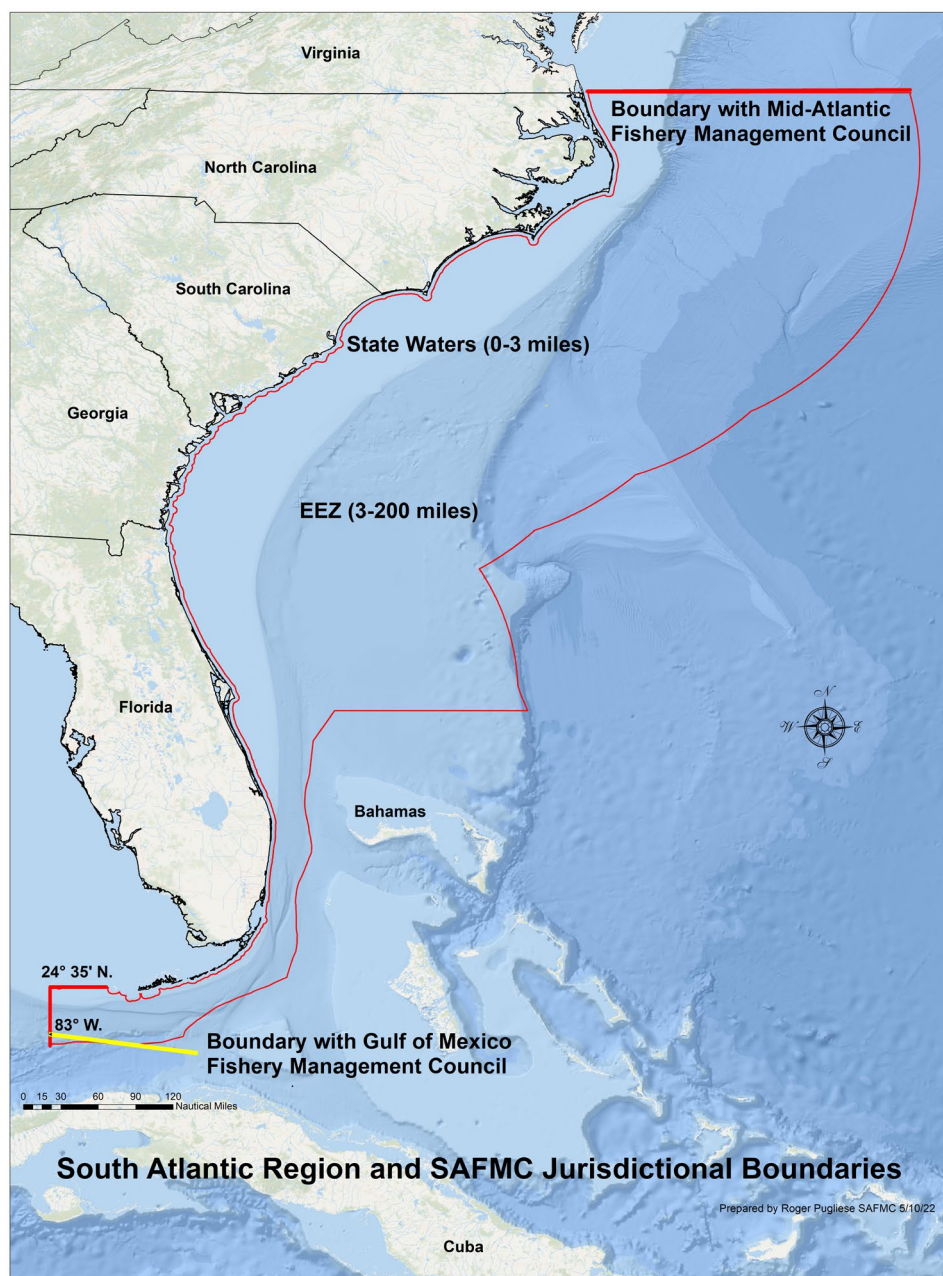 Virginia
Boundary with Mid-Atlantic
Fishery Management Council
North Carolina
South Carolina
State Waters (0-3 miles)
Georgia
EEZ (3-200 miles)
N
W E
S
Florida
Bahamas
24° 35' N.
83° W.
Boundary with Gulf of Mexico
Fishery Management Council
0 15 30 60 90 120
Nautical Miles
South Atlantic Region and SAFMC Jurisdictional Boundaries
Prepared by Roger Pugliese SAFMC 5/10/22
Cuba